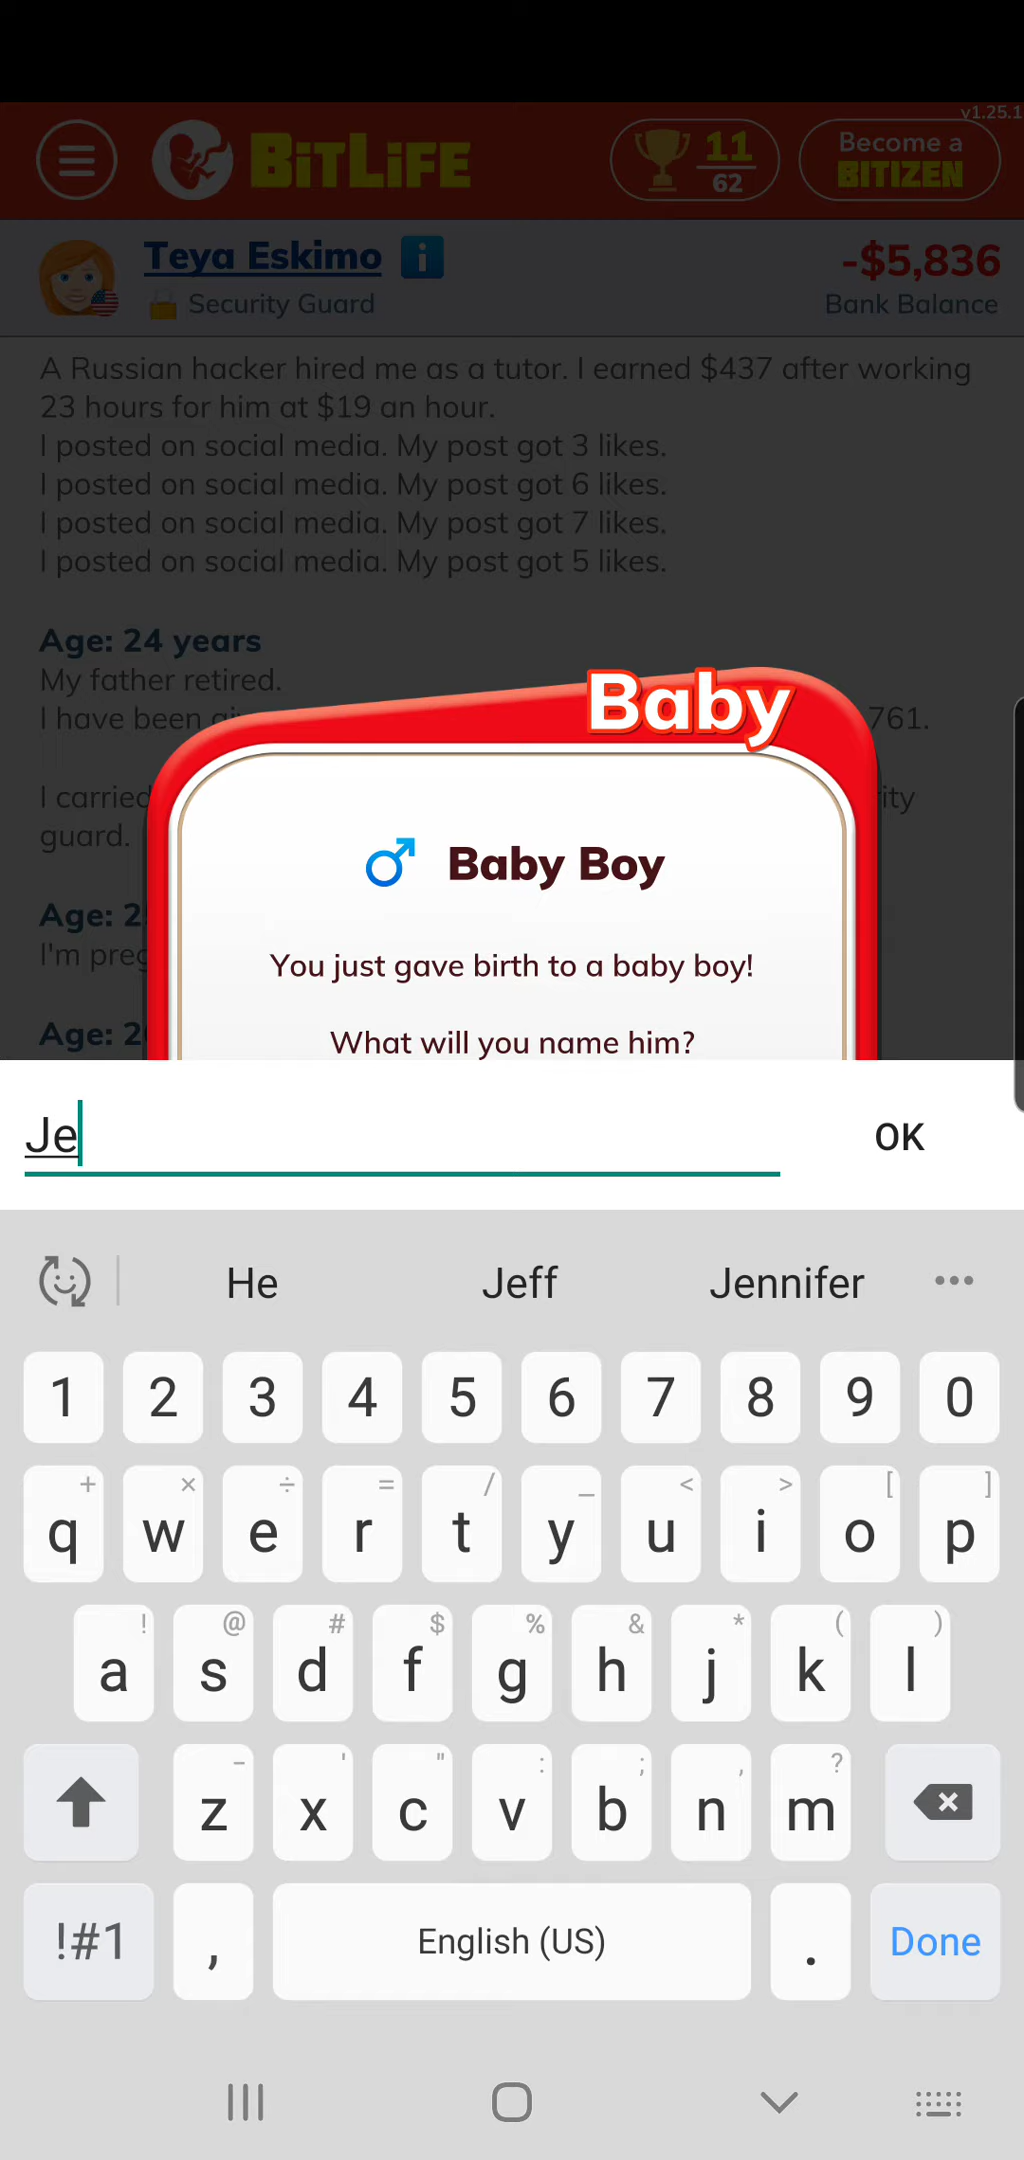 v1.25.1
BITLIFE
11
62
Become a
BITIZEN
Teya Eskimo
-$5,836
Security Guard
Bank Balance
A Russian hacker hired me as a tutor. I earned $437 after working
23 hours for him at $19 an hour.
I posted on social media. My post got 3 likes.
I posted on social media. My post got 6 likes.
I posted on social media. My post got 7 likes.
I posted on social media. My post got 5 likes.
Age: 24 years
My father retired.
Baby
I have been 761.
I carried
guard.
Baby Boy
Age: 2
I'm
You just gave birth to a baby boy!
Age: 2
What will you name him?
Je
OK
He Jeff Jennifer •••
1 2 3 4 5 6 7 8 9 0
+ × ÷ = / _ < > [ ]
q w e r t y u i o p
! @ # $ % & * ( )
a s d f g h j k l
- ' " : ; , ?
z x c v b n m
!#1 , English (US) . Done